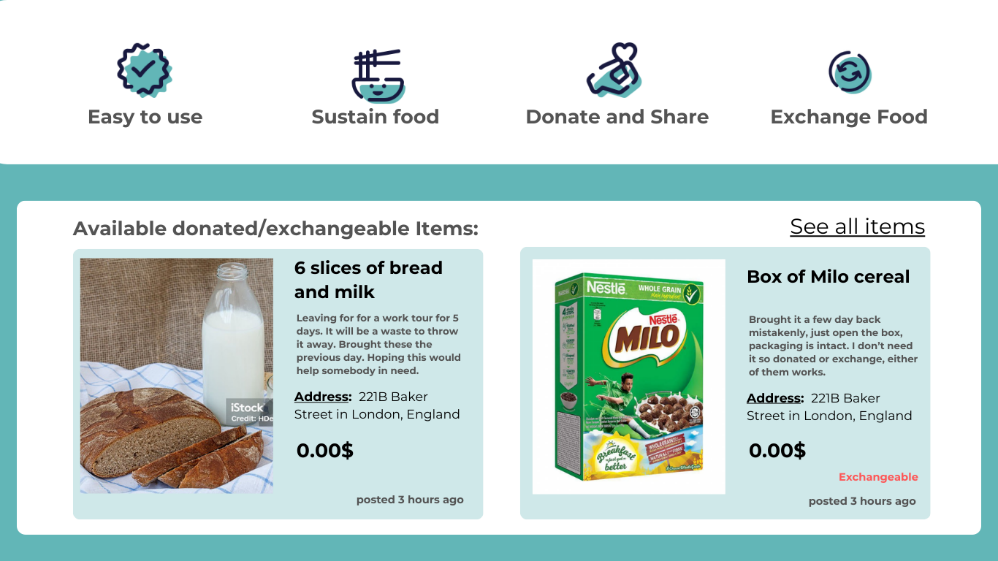 Easy to use
Sustain food
Donate and Share
Exchange Food
Available donated/exchangeable Items:
See all items
6 slices of bread
and milk
Leaving for for a work tour for 5
days. It will be a waste to throw
it away. Brought these the
previous day. Hoping this would
help somebody in need.
Address: 221B Baker
Street in London, England
0.00$
posted 3 hours ago
iStock
Credit: HDe
Box of Milo cereal
Brought it a few day back
mistakenly, just open the box,
packaging is intact. I don't need
it so donated or exchange, either
of them works.
Address: 221B Baker
Street in London, England
0.00$
Exchangeable
posted 3 hours ago
Nestlé
WHOLE GRAIN
Nestlé
MILO
Breakfast
better